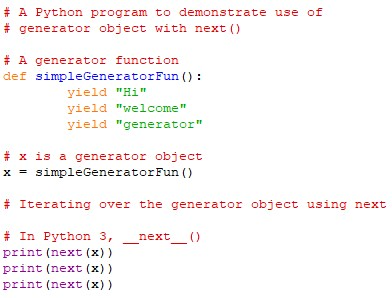 # A Python program to demonstrate use of
# generator object with next()
# A generator function
def simpleGeneratorFun():
        yield "Hi"
        yield "welcome"
        yield "generator"
# x is a generator object
x = simpleGeneratorFun()
# Iterating over the generator object using next
# In Python 3, __next__()
print(next(x))
print(next(x))
print(next(x))